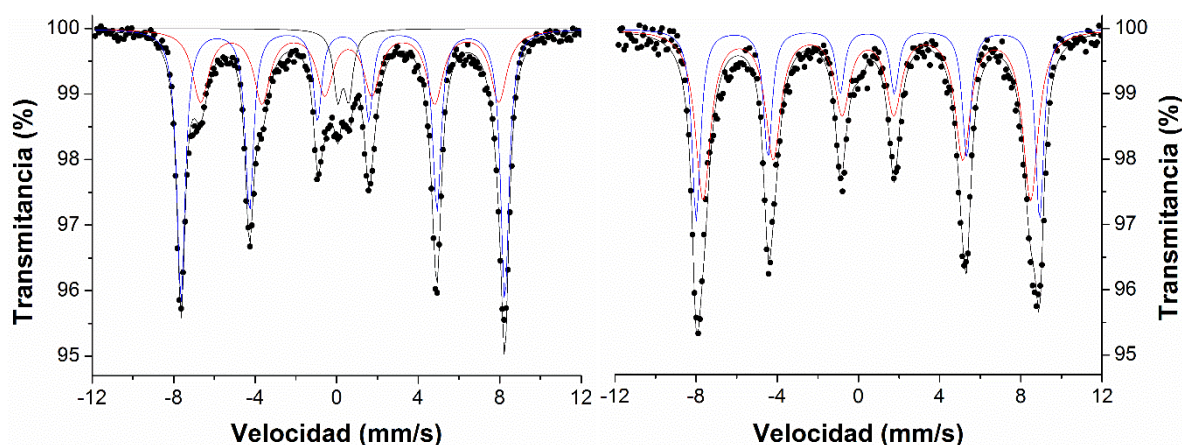 Transmitancia (%)
100
99
98
97
96
95
-12 -8 -4 0 4 8 12
Velocidad (mm/s)
-12 -8 -4 0 4 8 12
Velocidad (mm/s)
100
99
98
97
96
95
Transmitancia (%)